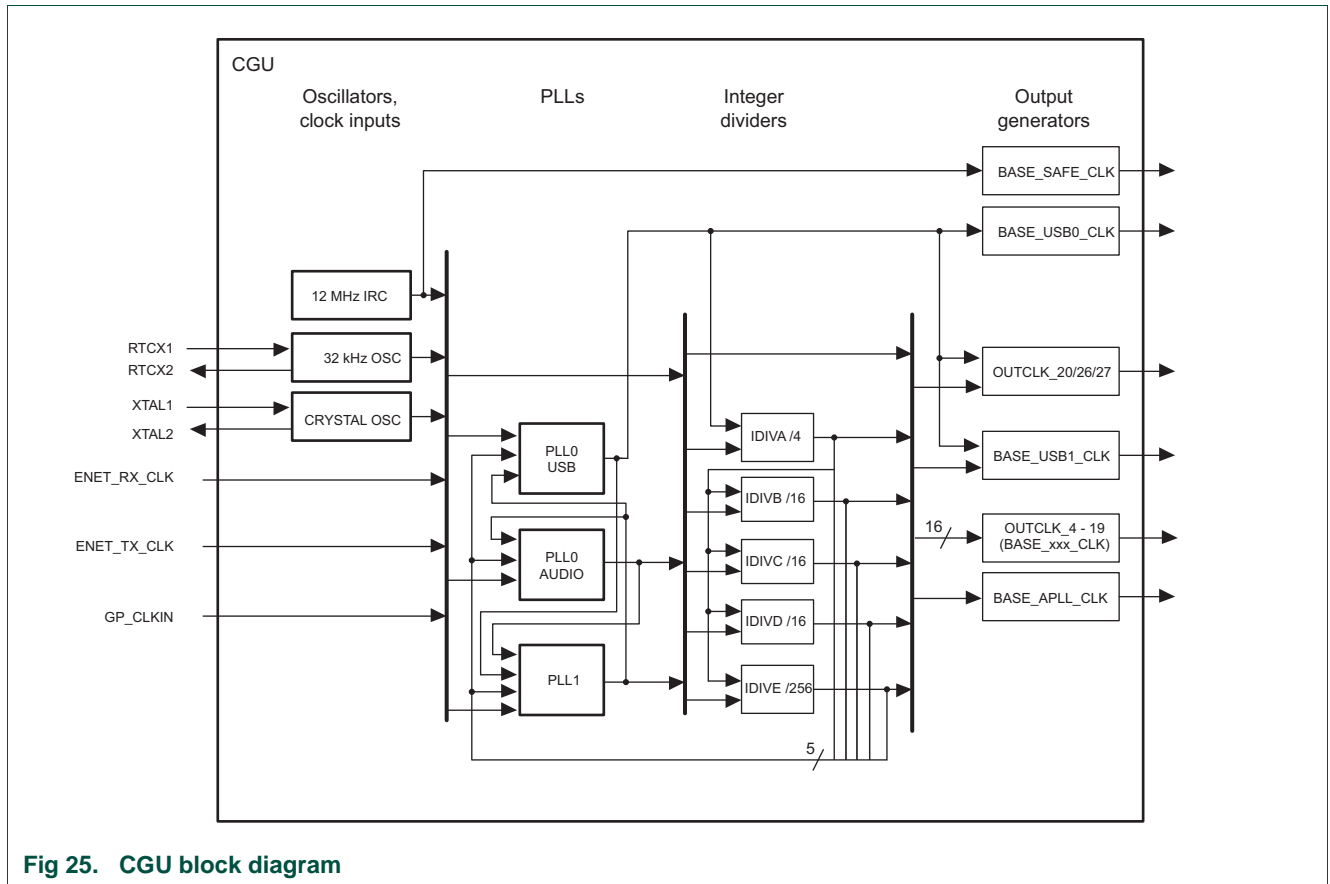 CGU
Oscillators,
clock inputs
PLLs
Integer
dividers
Output
generators
BASE_SAFE_CLK
BASE_USB0_CLK
12 MHz IRC
RTCX1
RTCX2
32 kHz OSC
OUTCLK_20/26/27
XTAL1
XTAL2
CRYSTAL OSC
PLL0
USB
IDIVA /4
BASE_USB1_CLK
ENET_RX_CLK
IDIVB /16
16
OUTCLK_4 - 19
(BASE_xxx_CLK)
ENET_TX_CLK
PLL0
AUDIO
IDIVC /16
BASE_APLL_CLK
GP_CLKIN
IDIVD /16
PLL1
IDIVE /256
5
Fig 25. CGU block diagram